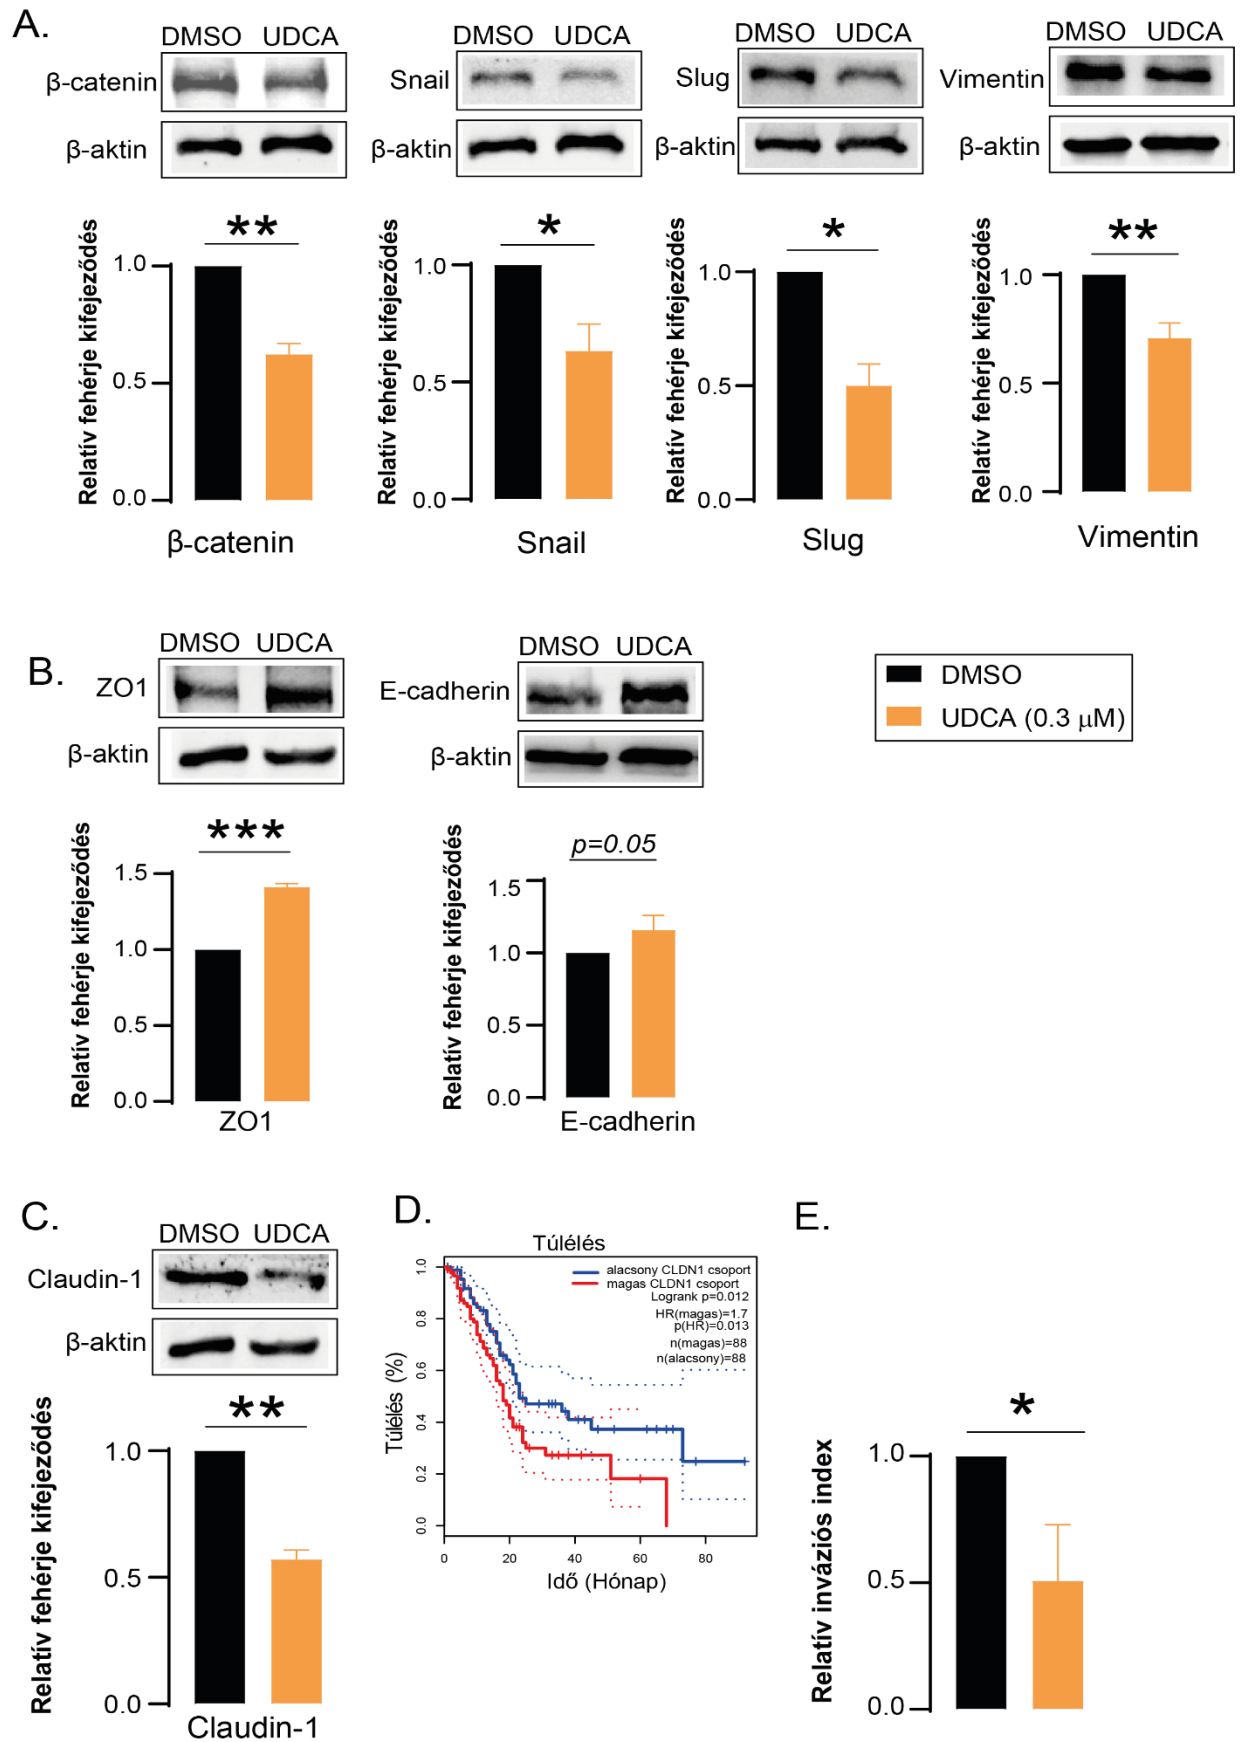 A.
DMSO UDCA
β-catenin
β-aktin
**
Relatív fehérje kifejeződés
1.0
0.5
0.0
β-catenin
DMSO UDCA
Snail
β-aktin
*
Relatív fehérje kifejeződés
1.0
0.5
0.0
Snail
DMSO UDCA
Slug
β-aktin
*
Relatív fehérje kifejeződés
1.0
0.5
0.0
Slug
DMSO UDCA
Vimentin
β-aktin
**
Relatív fehérje kifejeződés
1.0
0.5
0.0
Vimentin
B.
DMSO UDCA
ZO1
β-aktin
***
Relatív fehérje kifejeződés
1.5
1.0
0.5
0.0
ZO1
DMSO UDCA
E-cadherin
β-aktin
p=0.05
Relatív fehérje kifejeződés
1.5
1.0
0.5
0.0
E-cadherin
DMSO
UDCA (0.3 μM)
C.
DMSO UDCA
Claudin-1
β-aktin
**
Relatív fehérje kifejeződés
1.0
0.5
0.0
Claudin-1
D.
Túlélés
alacsony CLDN1 csoport
magas CLDN1 csoport
Logrank p=0.012
HR(magas)=1.7
p(HR)=0.013
n(magas)=88
n(alacsony)=88
Túlélés (%)
1.0
0.8
0.6
0.4
0.2
0.0
0 20 40 60 80
Idő (Hónap)
E.
*
Relatív inváziós index
1.0
0.5
0.0